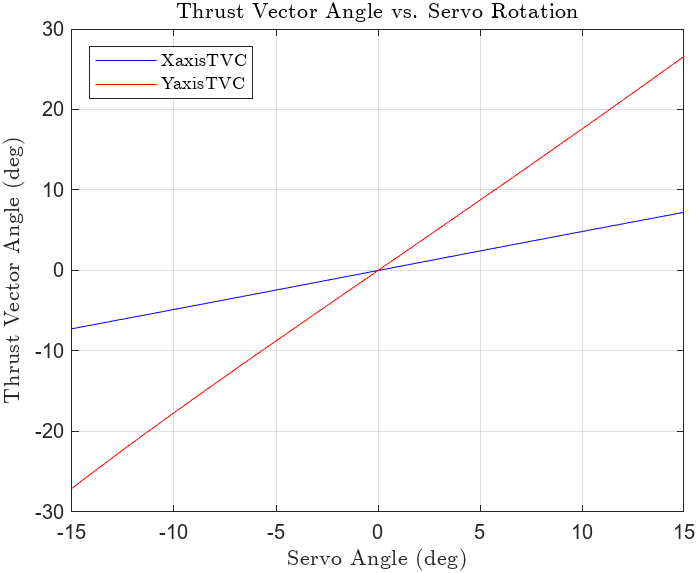 Thrust Vector Angle vs. Servo Rotation
XaxisTVC
YaxisTVC
30
20
10
0
-10
-20
-30
Thrust Vector Angle (deg)
-15 -10 -5 0 5 10 15
Servo Angle (deg)